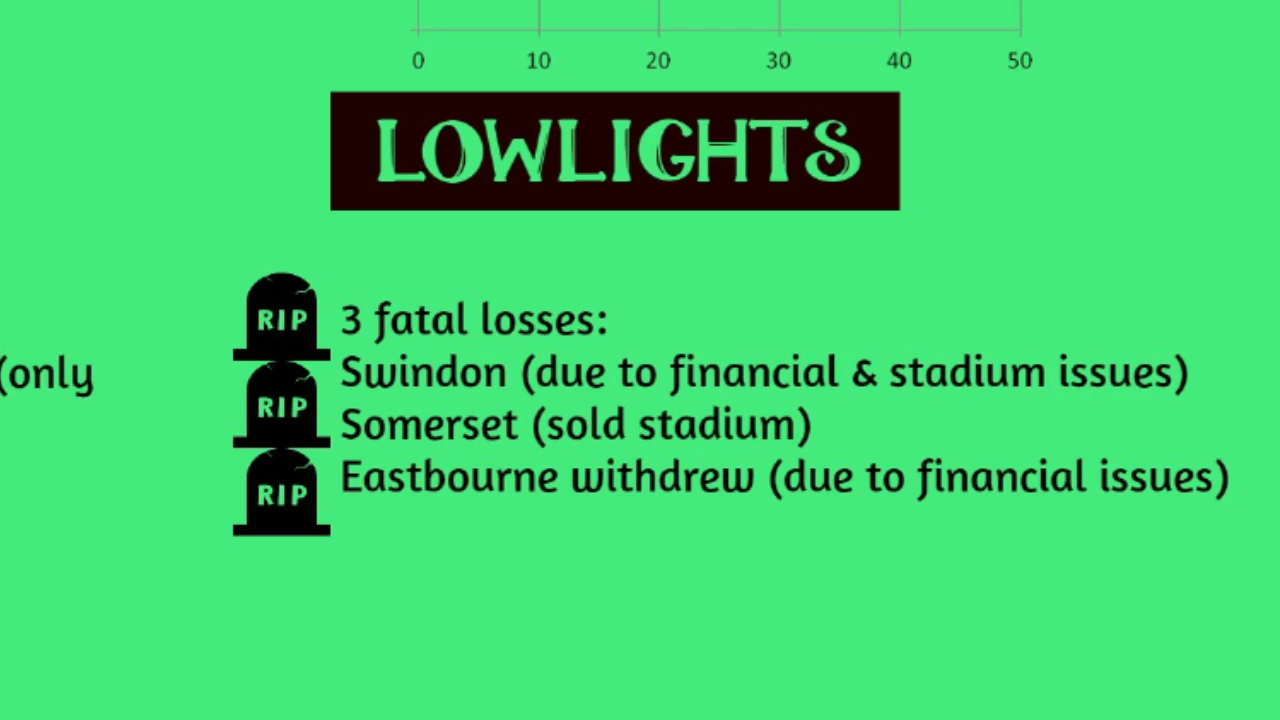 0 10 20 30 40 50
LOWLIGHTS
RIP
3 fatal losses:
(only
Swindon (due to financial & stadium issues)
RIP
Somerset (sold stadium)
Eastbourne withdrew (due to financial issues)
RIP